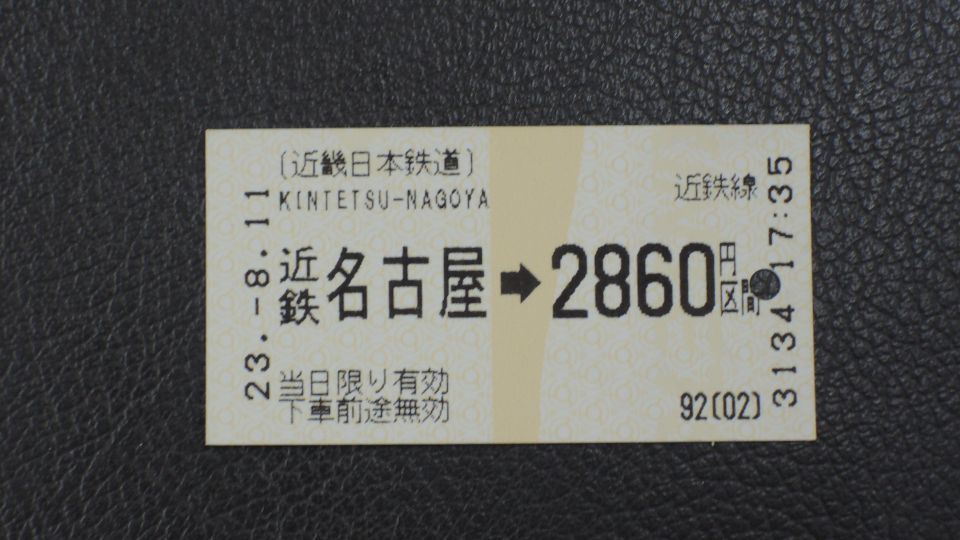 〔近畿日本鉄道〕
KINTETSU-NAGOYA
近鉄線
近鉄名古屋➡2860円区間
当日限り有効
下車前途無効
92(02)
23.-8.11
3134 17:35